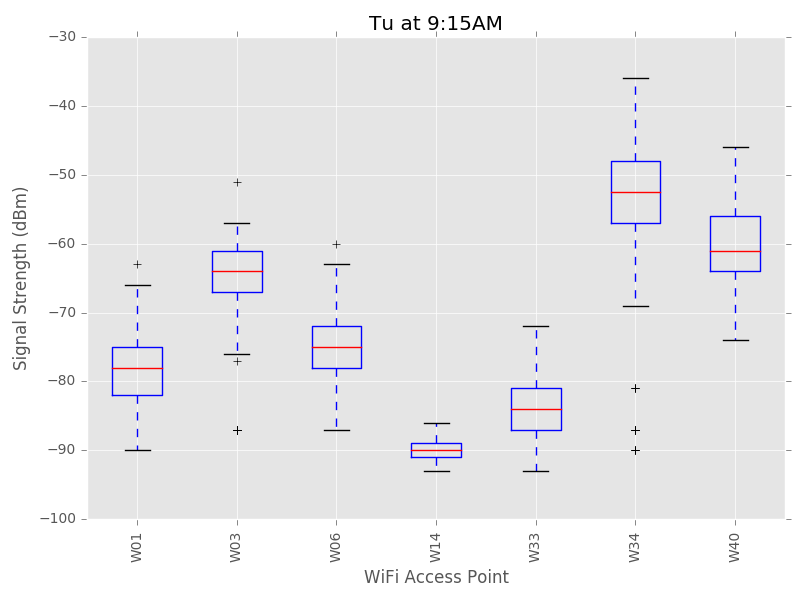 Tu at 9:15AM
−30
−40
−50
−60
−70
−80
−90
−100
Signal Strength (dBm)
W01
W03
W06
W14
W33
W34
W40
WiFi Access Point